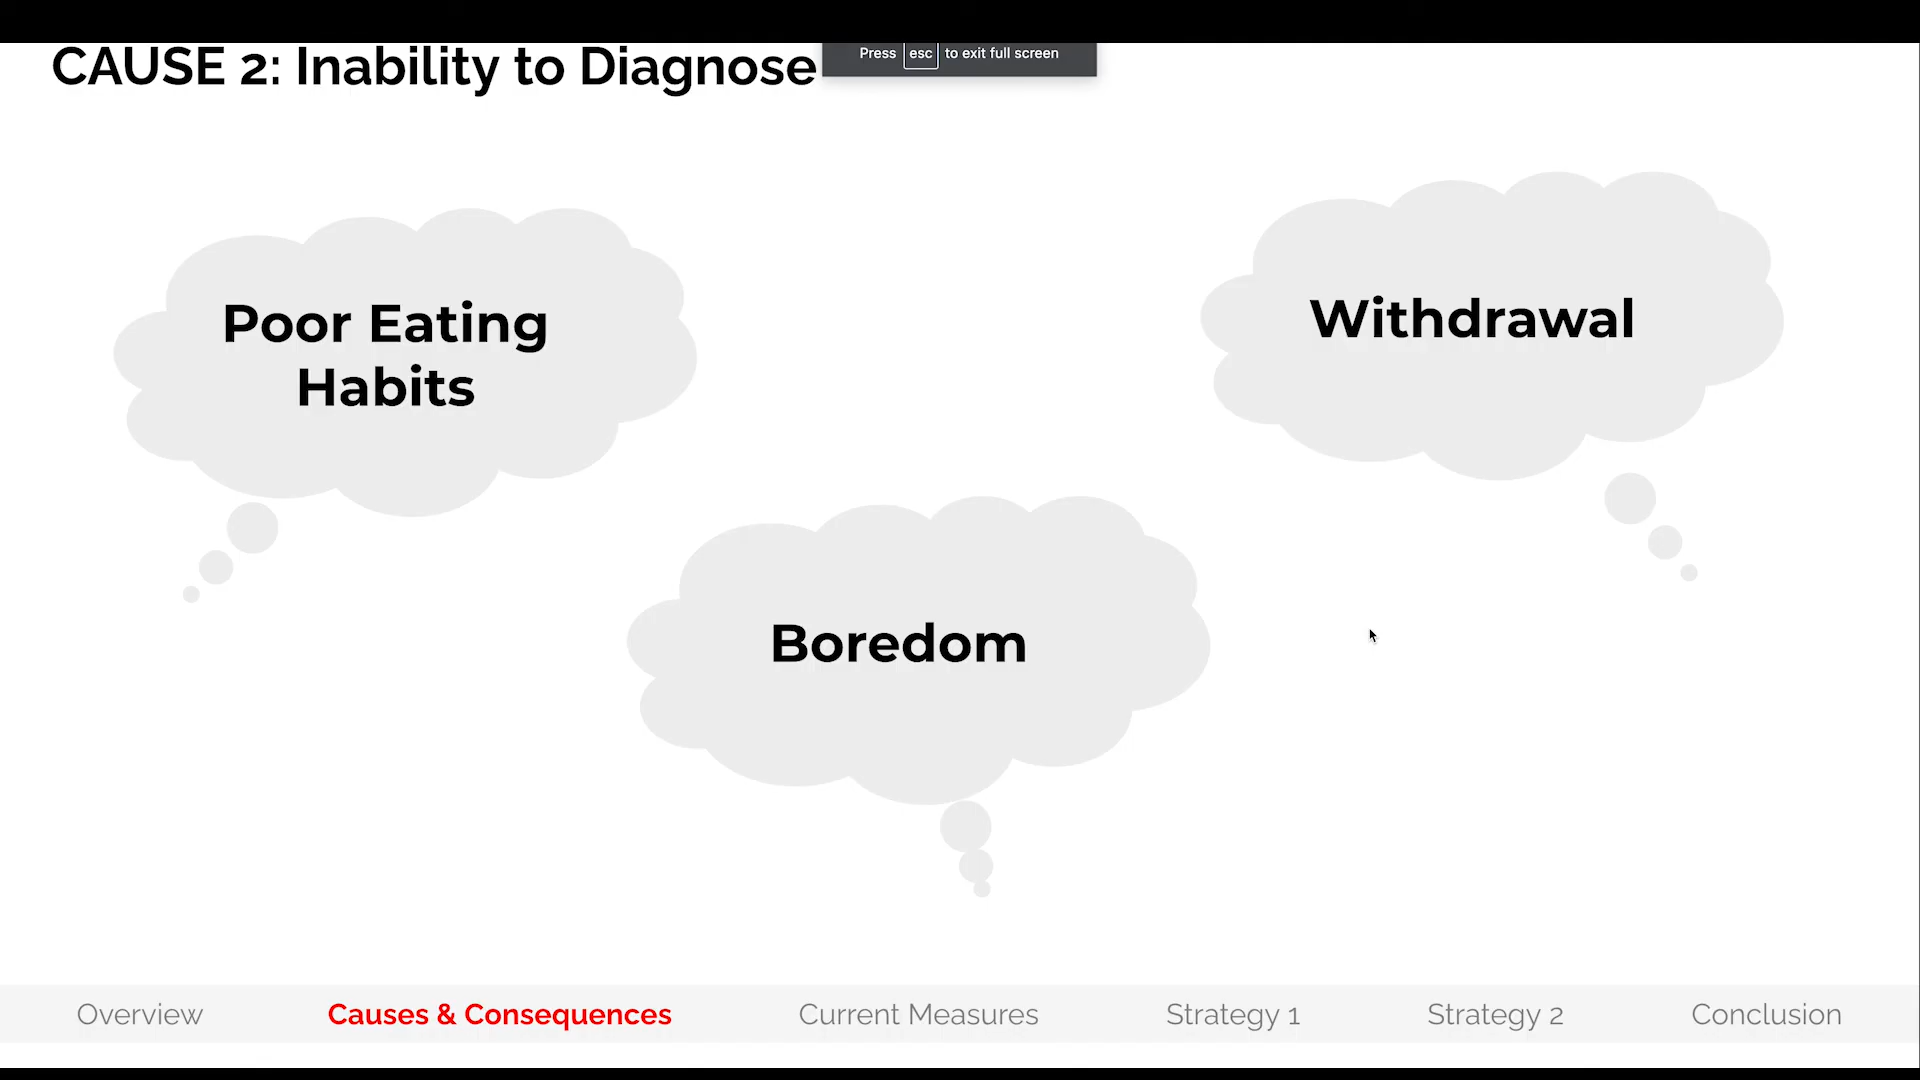 CAUSE 2: Inability to Diagnose
Press esc to exit full screen
Poor Eating
Habits
Withdrawal
Boredom
Overview
Causes & Consequences
Current Measures
Strategy 1
Strategy 2
Conclusion